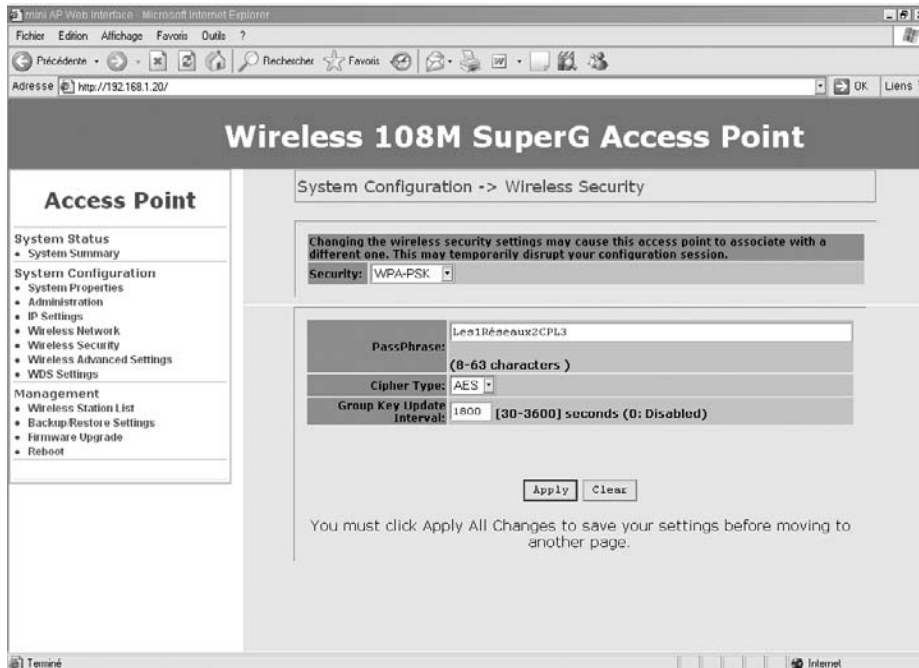 mini AP Web Interface - Microsoft Internet Explorer
Fichier Edition Affichage Favoris Outils ?
Précédente Rechercher Favoris
Adresse http://192.168.1.20/ OK Liens
Wireless 108M SuperG Access Point
Access Point
System Status
• System Summary
System Configuration
• System Properties
• Administration
• IP Settings
• Wireless Network
• Wireless Security
• Wireless Advanced Settings
• WDS Settings
Management
• Wireless Station List
• Backup/Restore Settings
• Firmware Upgrade
• Reboot
System Configuration -> Wireless Security
Changing the wireless security settings may cause this access point to associate with a
different one. This may temporarily disrupt your configuration session.
Security: WPA-PSK
PassPhrase: Les1Réseaux2CPL3
(8-63 characters )
Cipher Type: AES
Group Key Update
Interval: 1800 [30-3600] seconds (0: Disabled)
Apply Clear
You must click Apply All Changes to save your settings before moving to
another page.
Terminé Internet